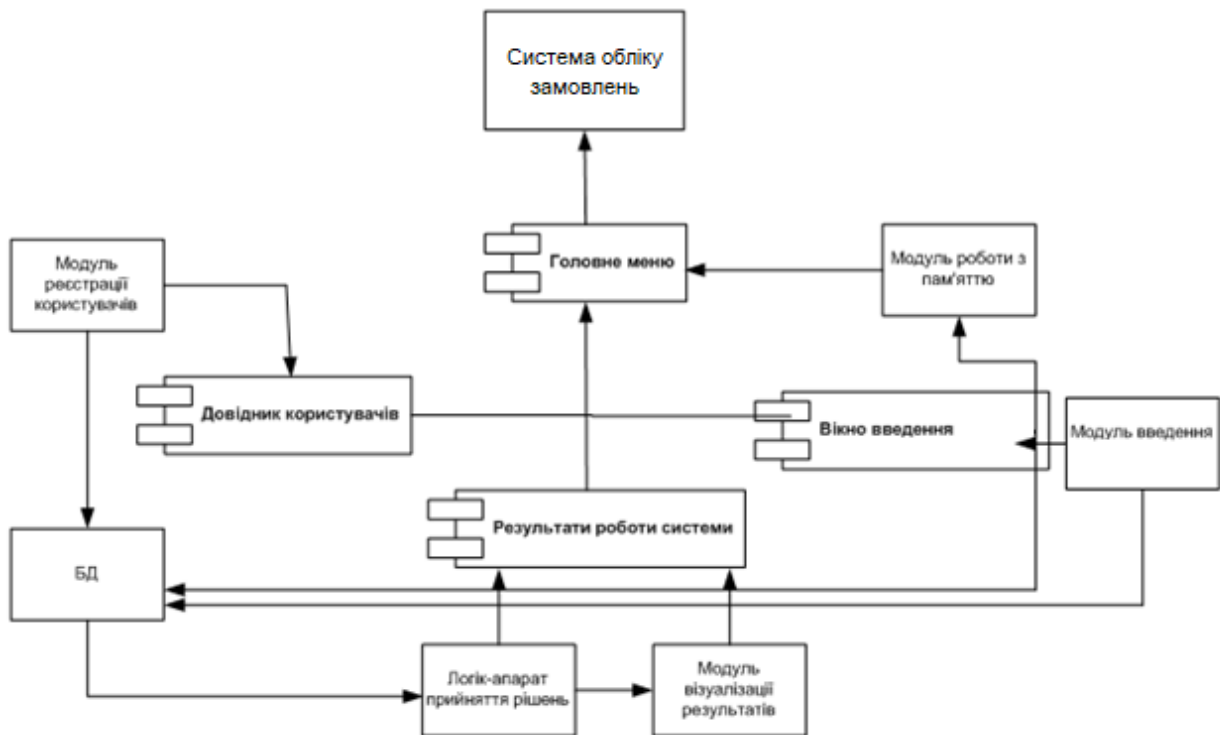 Система обліку
замовлень
Головне меню
Модуль роботи з
пам'яттю
Модуль
реєстрації
користувачів
Довідник користувачів
Вікно введення
Модуль введення
Результати роботи системи
БД
Логік-апарат
прийняття рішень
Модуль
візуалізації
результатів